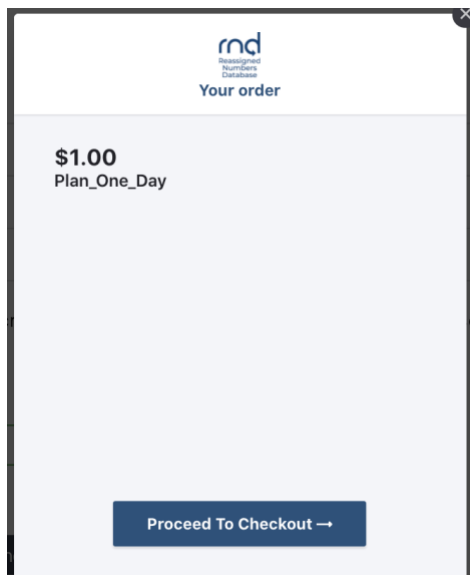 rnd
Reassigned
Numbers
Database
Your order
$1.00
Plan_One_Day
Proceed To Checkout →